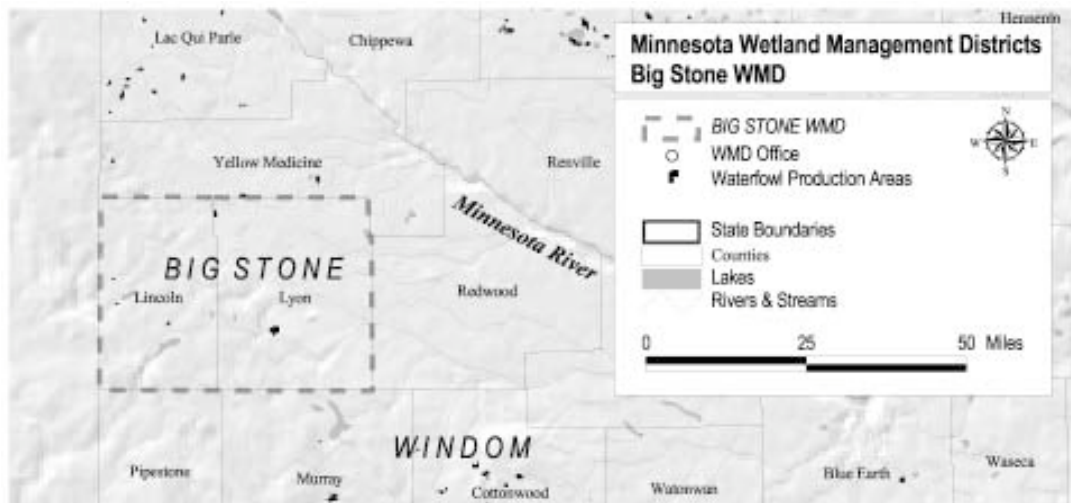 Lac Qui Parle
Chippewa
Hennepin
Minnesota Wetland Management Districts
Big Stone WMD
BIG STONE WMD
N
W
E
S
WMD Office
Waterfowl Production Areas
Yellow Medicine
Renville
Minnesota River
State Boundaries
Counties
Lakes
Rivers & Streams
BIG STONE
Lincoln
Lyon
Redwood
0 25 50 Miles
WINDOM
Pipestone
Murray
Cottonwood
Watonwan
Blue Earth
Waseca